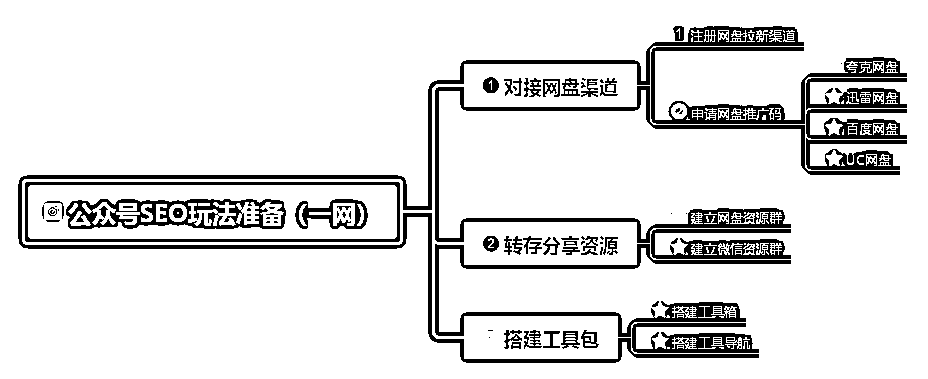 公众号SEO玩法准备（一网）
1 对接网盘渠道
1 注册网盘拉新渠道
申请网盘推广码
夸克网盘
迅雷网盘
百度网盘
UC网盘
2 转存分享资源
建立网盘资源群
建立微信资源群
搭建工具包
搭建工具箱
搭建工具导航